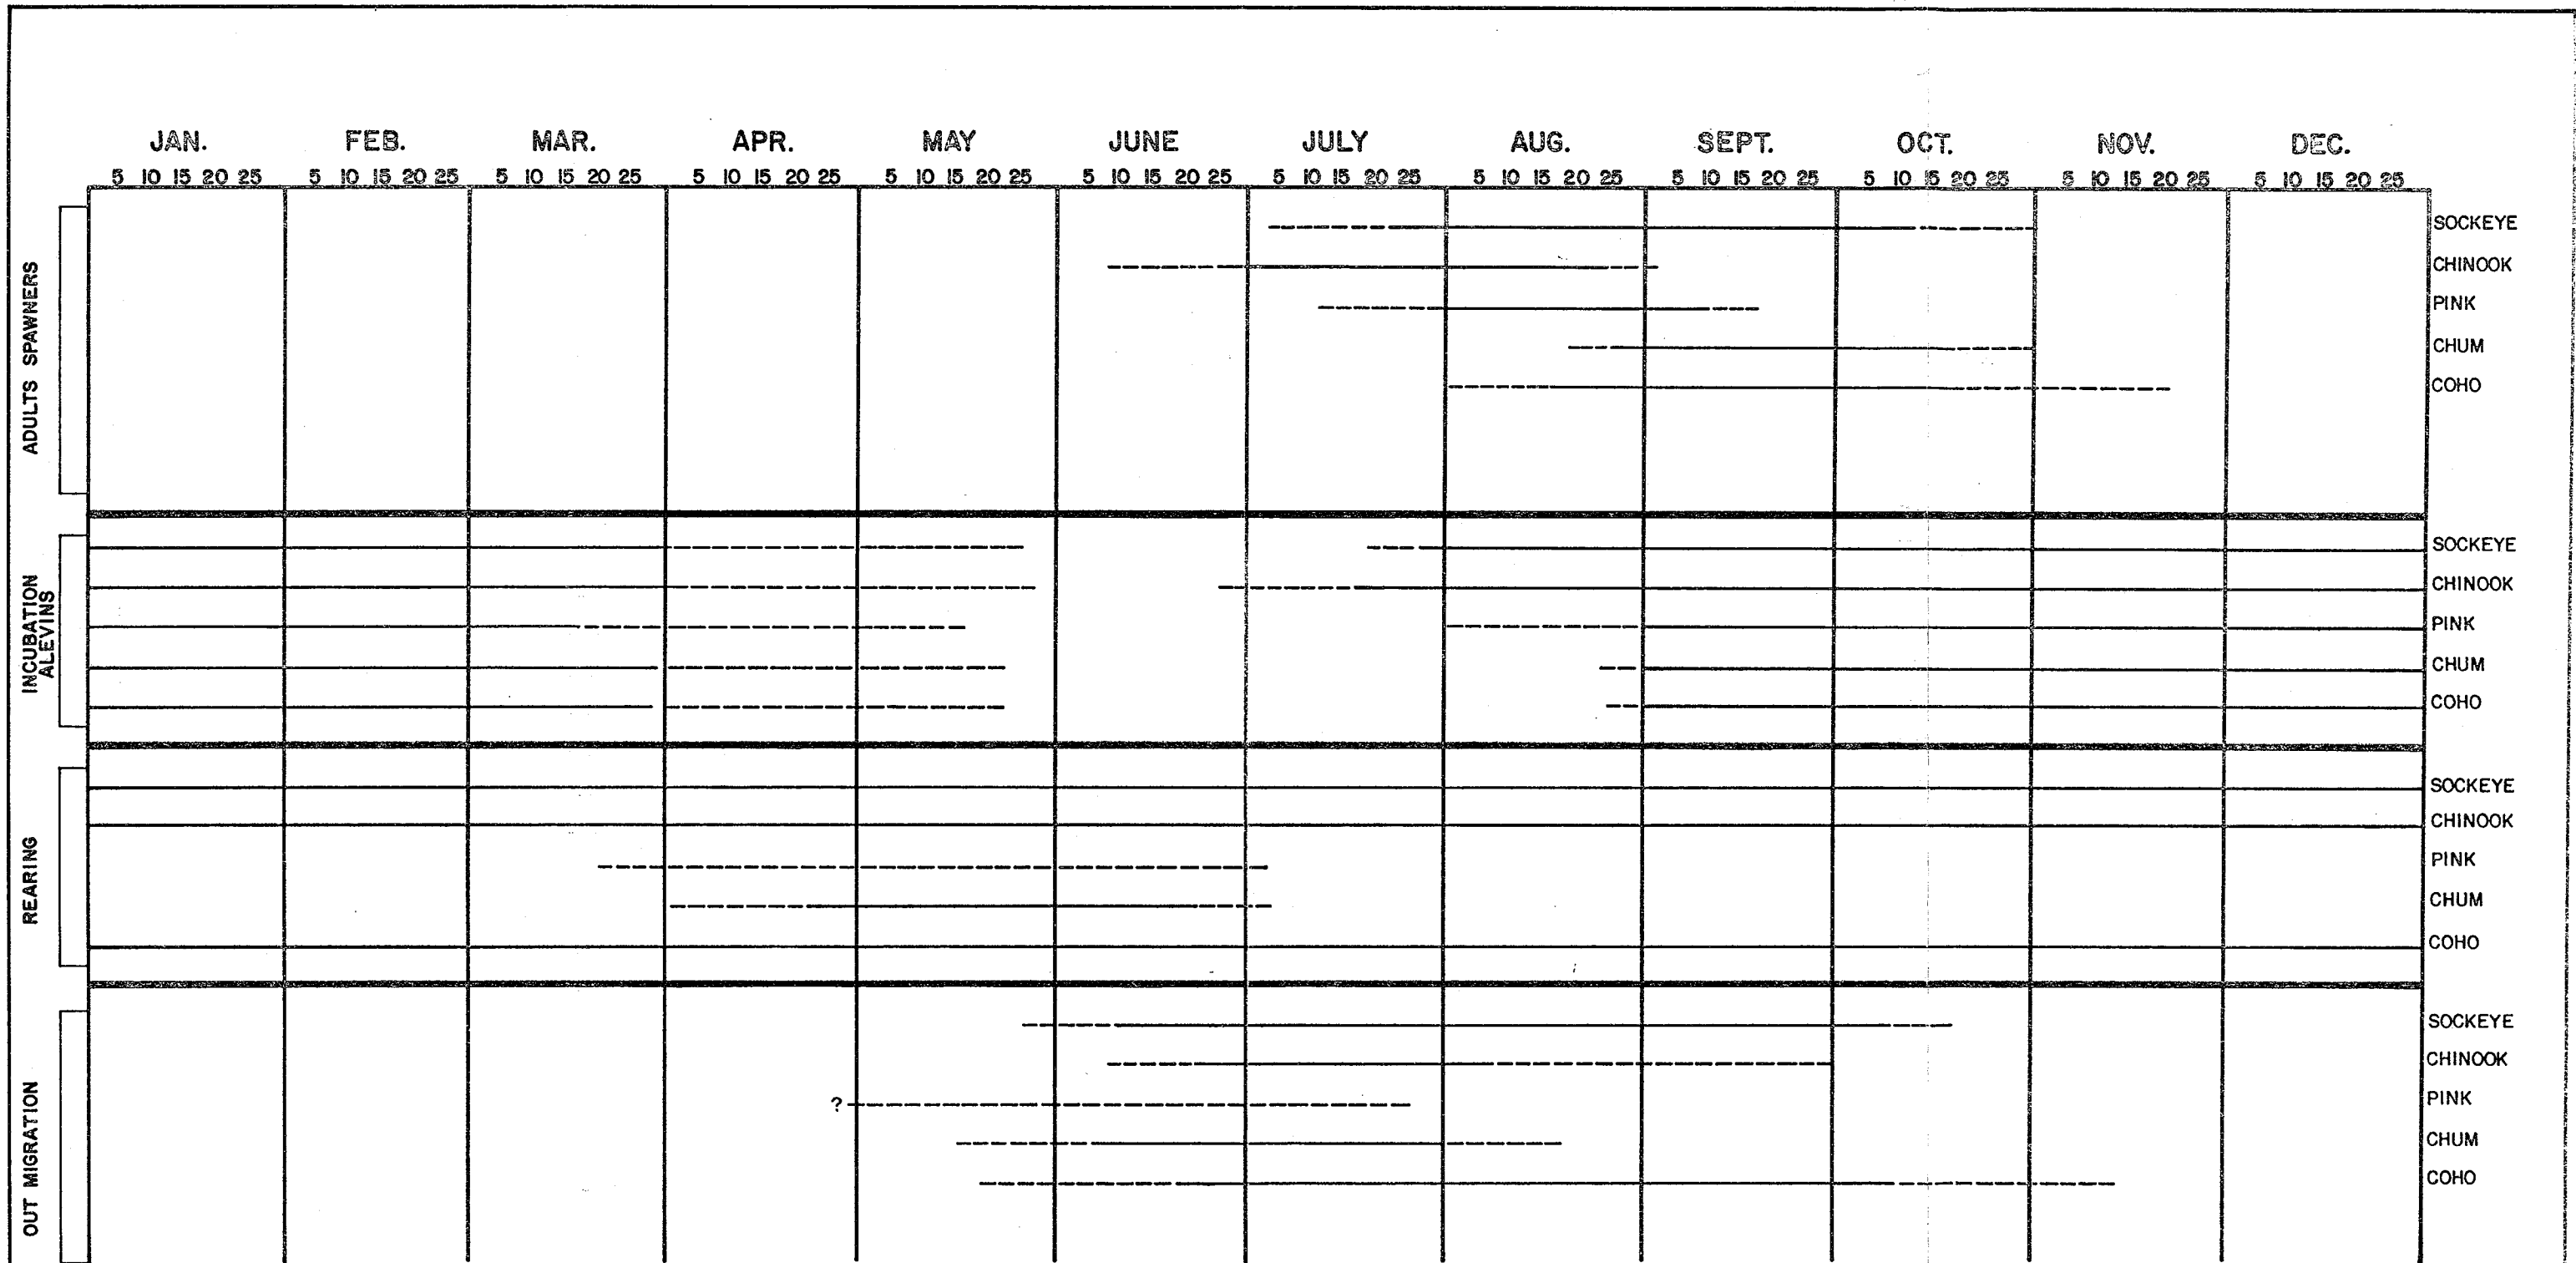 JAN. FEB. MAR. APR. MAY JUNE JULY AUG. SEPT. OCT. NOV. DEC.
5 10 15 20 25 5 10 15 20 25 5 10 15 20 25 5 10 15 20 25 5 10 15 20 25 5 10 15 20 25 5 10 15 20 25 5 10 15 20 25 5 10 15 20 25 5 10 15 20 25 5 10 15 20 25 5 10 15 20 25
ADULTS SPAWNERS
SOCKEYE
CHINOOK
PINK
CHUM
COHO
INCUBATION
ALEVINS
SOCKEYE
CHINOOK
PINK
CHUM
COHO
REARING
SOCKEYE
CHINOOK
PINK
CHUM
COHO
OUT MIGRATION
SOCKEYE
CHINOOK
? PINK
CHUM
COHO